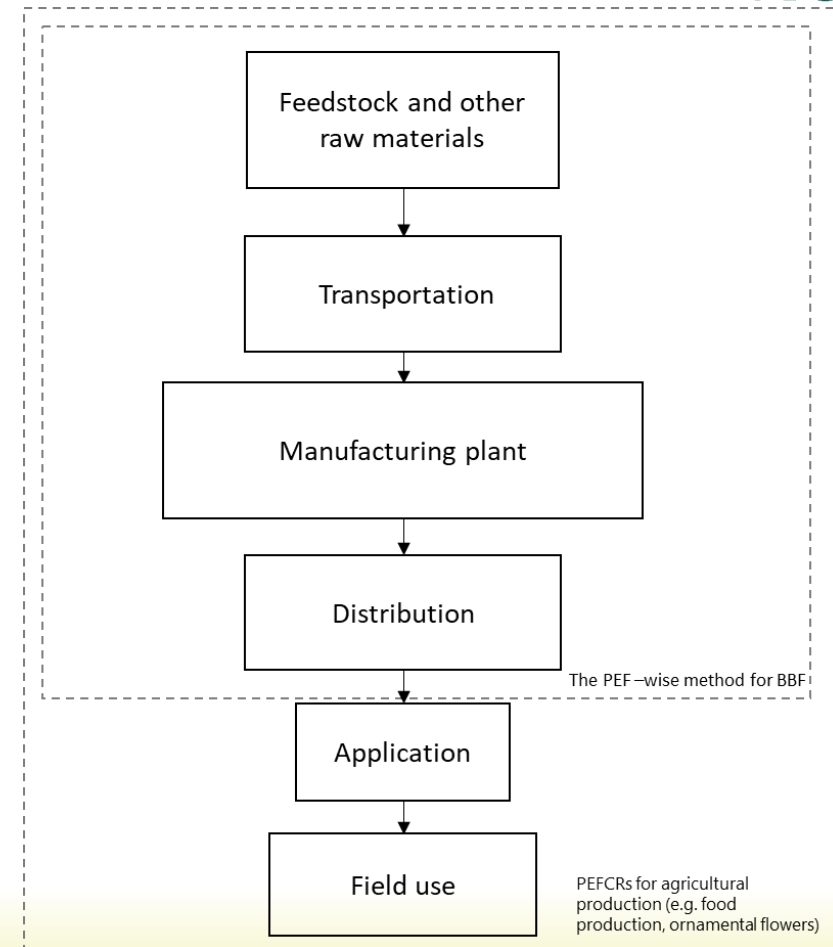 Feedstock and other
raw materials
Transportation
Manufacturing plant
Distribution
The PEF –wise method for BBF
Application
Field use
PEFCRs for agricultural
production (e.g. food
production, ornamental flowers)